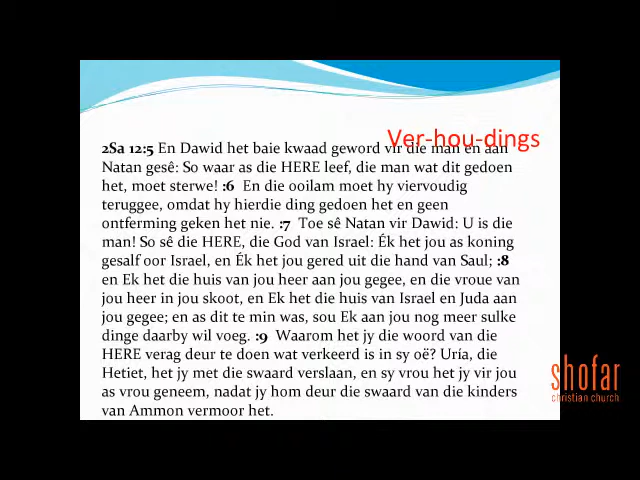 Ver-hou-dings
2Sa 12:5 En Dawid het baie kwaad geword vir die man en aan
Natan gesê: So waar as die HERE leef, die man wat dit gedoen
het, moet sterwe! :6 En die ooilam moet hy viervoudig
teruggee, omdat hy hierdie ding gedoen het en geen
ontferming geken het nie. :7 Toe sê Natan vir Dawid: U is die
man! So sê die HERE, die God van Israel: Ék het jou as koning
gesalf oor Israel, en Ék het jou gered uit die hand van Saul; :8
en Ek het die huis van jou heer aan jou gegee, en die vroue van
jou heer in jou skoot, en Ek het die huis van Israel en Juda aan
jou gegee; en as dit te min was, sou Ek aan jou nog meer sulke
dinge daarby wil voeg. :9 Waarom het jy die woord van die
HERE verag deur te doen wat verkeerd is in sy oë? Uría, die
Hetiet, het jy met die swaard verslaan, en sy vrou het jy vir jou
as vrou geneem, nadat jy hom deur die swaard van die kinders
van Ammon vermoor het.
shofar
christian church